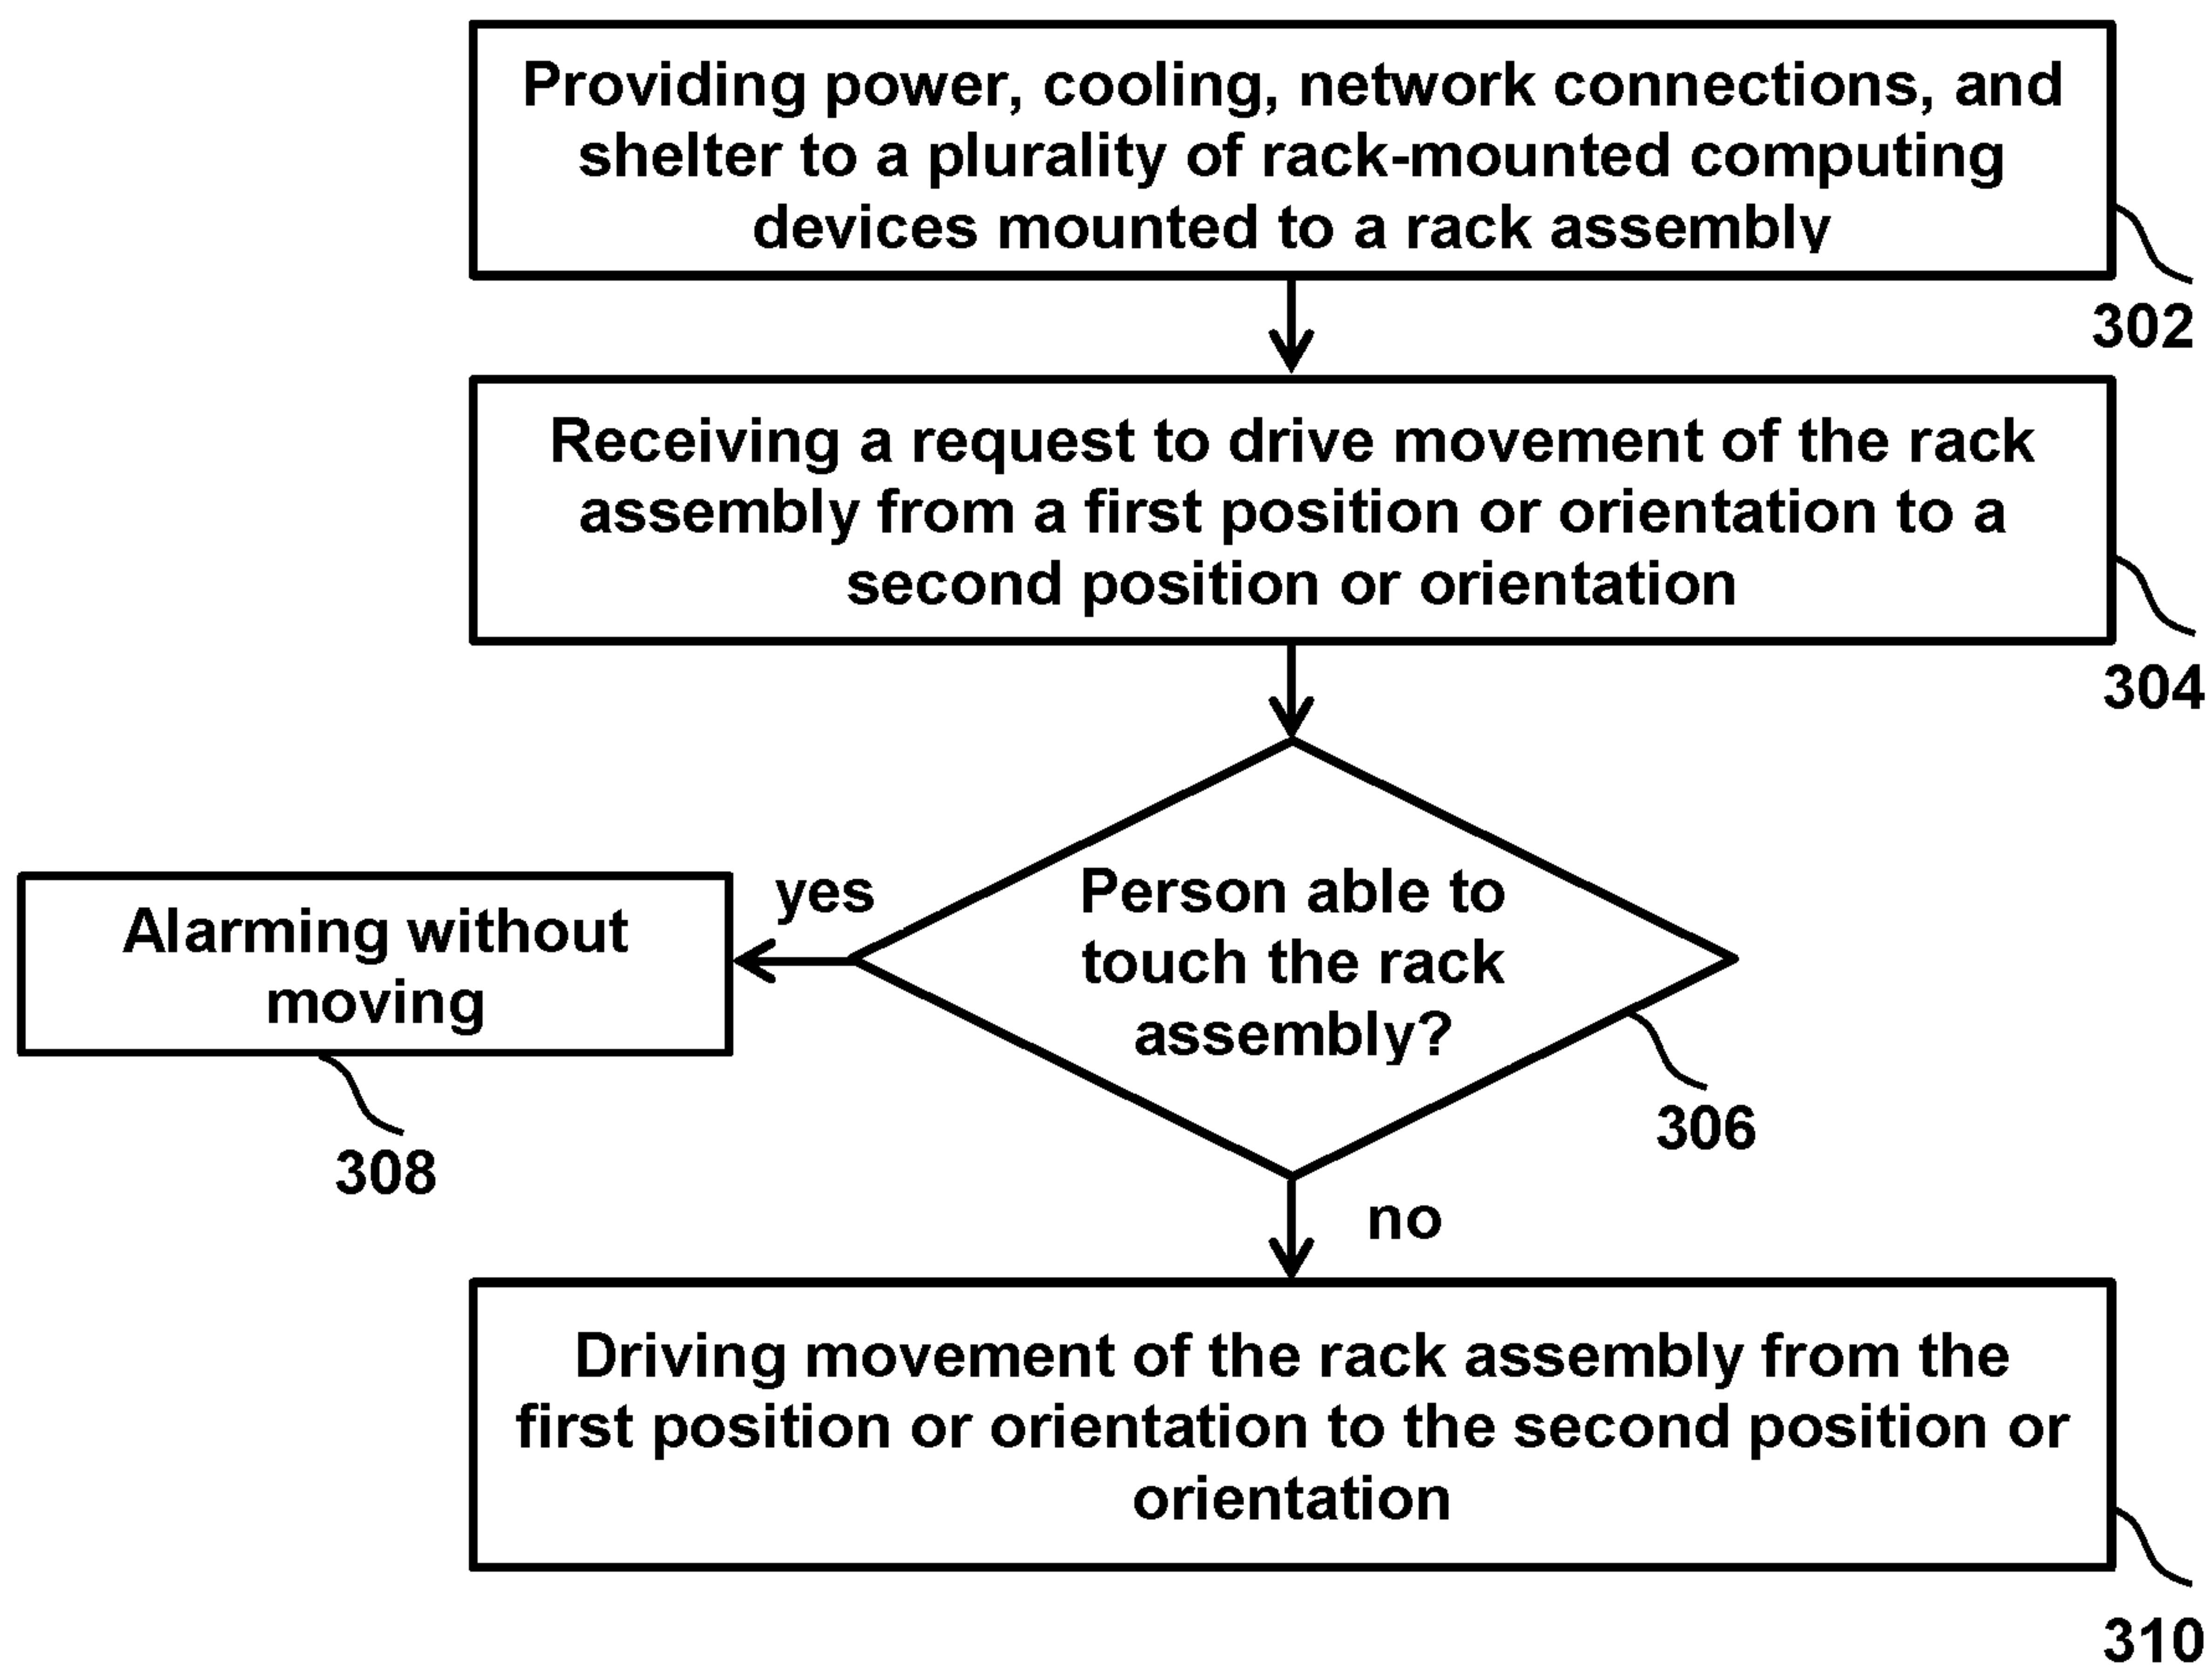 Providing power, cooling, network connections, and
shelter to a plurality of rack-mounted computing
devices mounted to a rack assembly
302
Receiving a request to drive movement of the rack
assembly from a first position or orientation to a
second position or orientation
304
Person able to
touch the rack
assembly?
306
yes
Alarming without
moving
308
no
Driving movement of the rack assembly from the
first position or orientation to the second position or
orientation
310